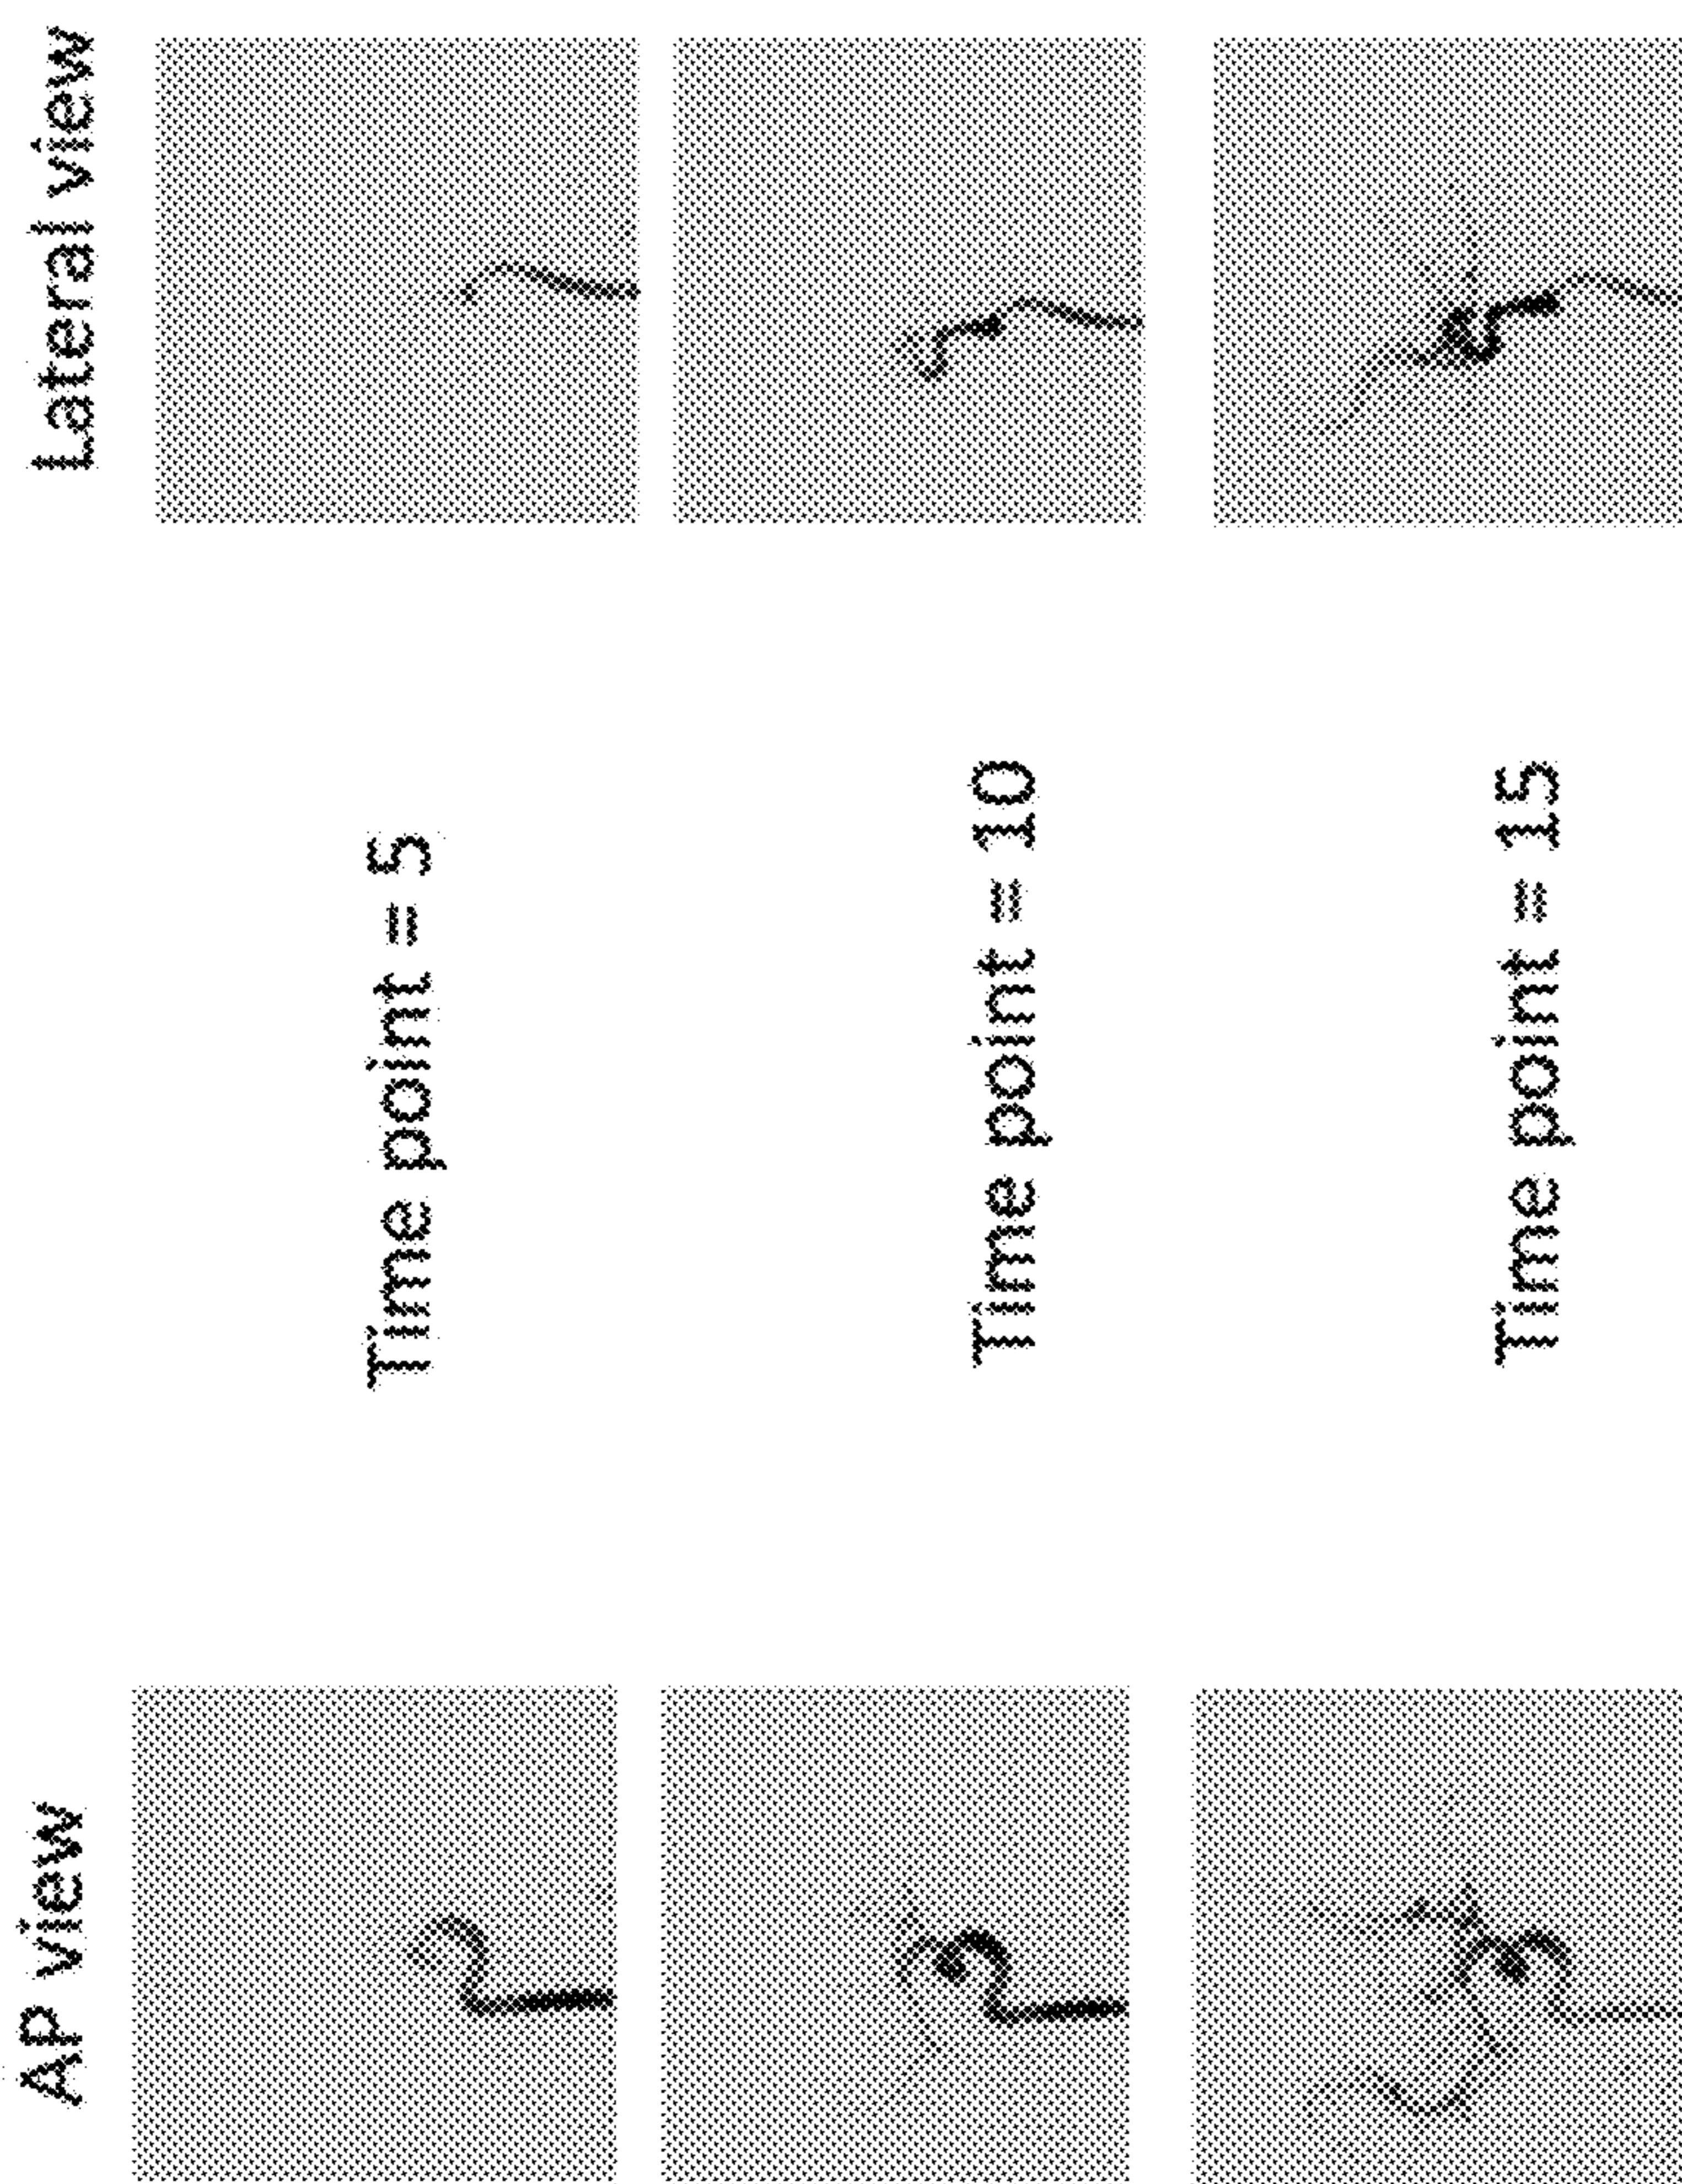 AP view
Lateral view
Time point = 5
Time point = 10
Time point = 15